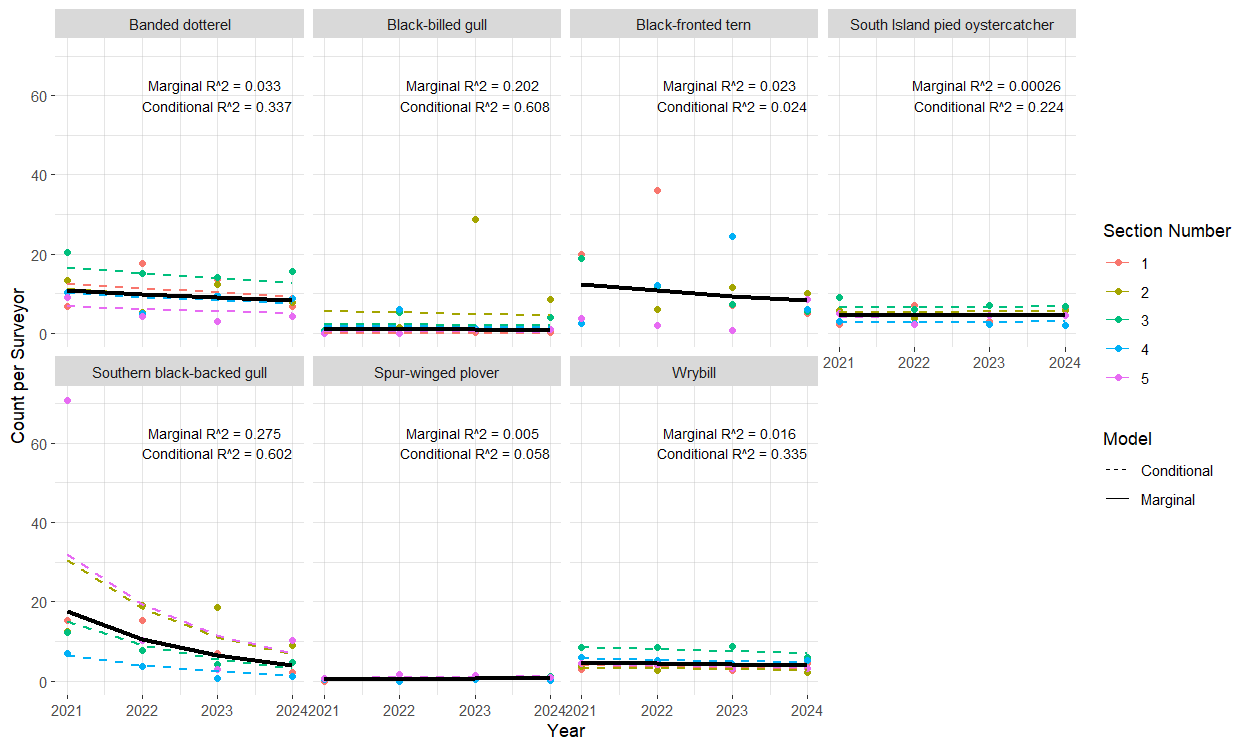 Banded dotterel
Black-billed gull
Black-fronted tern
South Island pied oystercatcher
Marginal R^2 = 0.033
Conditional R^2 = 0.337
Marginal R^2 = 0.202
Conditional R^2 = 0.608
Marginal R^2 = 0.023
Conditional R^2 = 0.024
Marginal R^2 = 0.00026
Conditional R^2 = 0.224
60
40
20
0
2021 2022 2023 2024
Southern black-backed gull
Spur-winged plover
Wrybill
Marginal R^2 = 0.275
Conditional R^2 = 0.602
Marginal R^2 = 0.005
Conditional R^2 = 0.058
Marginal R^2 = 0.016
Conditional R^2 = 0.335
60
40
20
0
2021 2022 2023 2024
2021 2022 2023 2024
2021 2022 2023 2024
Year
Count per Surveyor
Section Number
1
2
3
4
5
Model
Conditional
Marginal